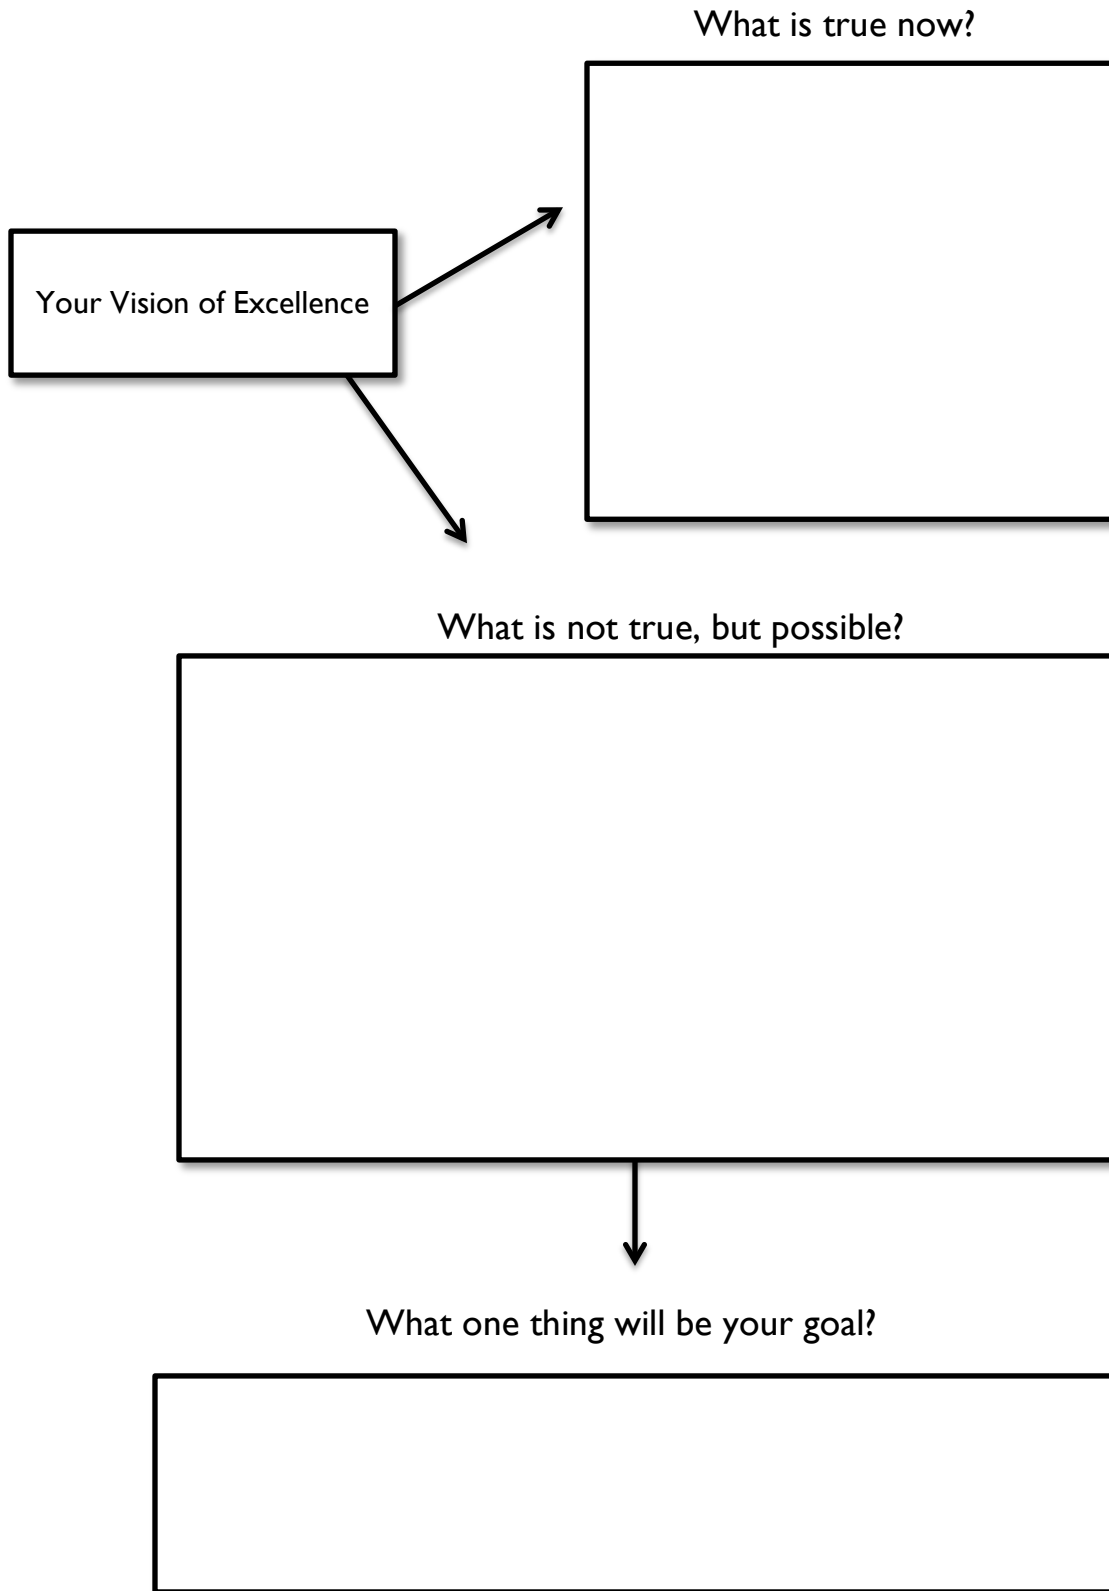 What is true now?
Your Vision of Excellence
What is not true, but possible?
What one thing will be your goal?